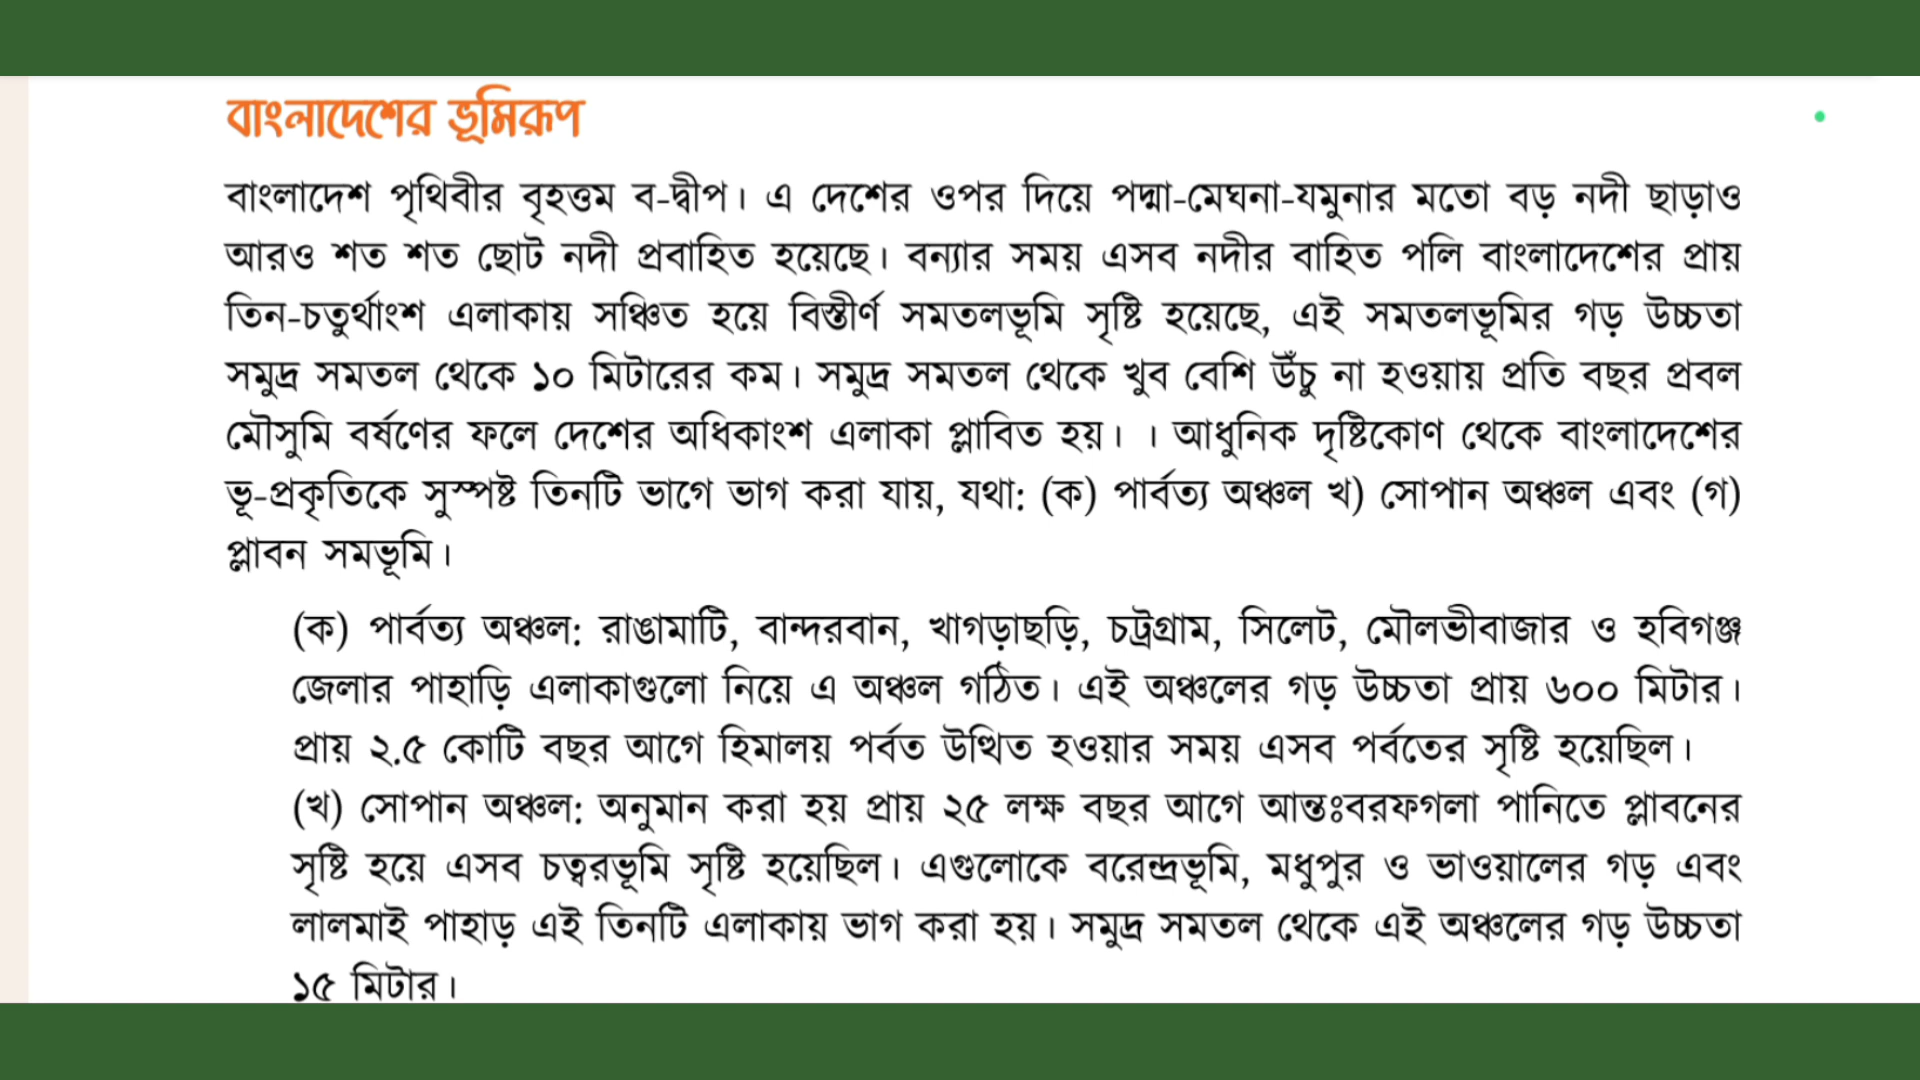 বাংলাদেশের ভূমিরূপ
বাংলাদেশ পৃথিবীর বৃহত্তম ব-দ্বীপ। এ দেশের ওপর দিয়ে পদ্মা-মেঘনা-যমুনার মতো বড় নদী ছাড়াও
আরও শত শত ছোট নদী প্রবাহিত হয়েছে। বন্যার সময় এসব নদীর বাহিত পলি বাংলাদেশের প্রায়
তিন-চতুর্থাংশ এলাকায় সঞ্চিত হয়ে বিস্তীর্ণ সমতলভূমি সৃষ্টি হয়েছে, এই সমতলভূমির গড় উচ্চতা
সমুদ্র সমতল থেকে ১০ মিটারের কম। সমুদ্র সমতল থেকে খুব বেশি উঁচু না হওয়ায় প্রতি বছর প্রবল
মৌসুমি বর্ষণের ফলে দেশের অধিকাংশ এলাকা প্লাবিত হয়। । আধুনিক দৃষ্টিকোণ থেকে বাংলাদেশের
ভূ-প্রকৃতিকে সুস্পষ্ট তিনটি ভাগে ভাগ করা যায়, যথা: (ক) পার্বত্য অঞ্চল খ) সোপান অঞ্চল এবং (গ)
প্লাবন সমভূমি।
(ক) পার্বত্য অঞ্চল: রাঙামাটি, বান্দরবান, খাগড়াছড়ি, চট্রগ্রাম, সিলেট, মৌলভীবাজার ও হবিগঞ্জ
জেলার পাহাড়ি এলাকাগুলো নিয়ে এ অঞ্চল গঠিত। এই অঞ্চলের গড় উচ্চতা প্রায় ৬০০ মিটার।
প্রায় ২.৫ কোটি বছর আগে হিমালয় পর্বত উত্থিত হওয়ার সময় এসব পর্বতের সৃষ্টি হয়েছিল।
(খ) সোপান অঞ্চল: অনুমান করা হয় প্রায় ২৫ লক্ষ বছর আগে আন্তঃবরফগলা পানিতে প্লাবনের
সৃষ্টি হয়ে এসব চত্বরভূমি সৃষ্টি হয়েছিল। এগুলোকে বরেন্দ্রভূমি, মধুপুর ও ভাওয়ালের গড় এবং
লালমাই পাহাড় এই তিনটি এলাকায় ভাগ করা হয়। সমুদ্র সমতল থেকে এই অঞ্চলের গড় উচ্চতা
১৫ মিটার।